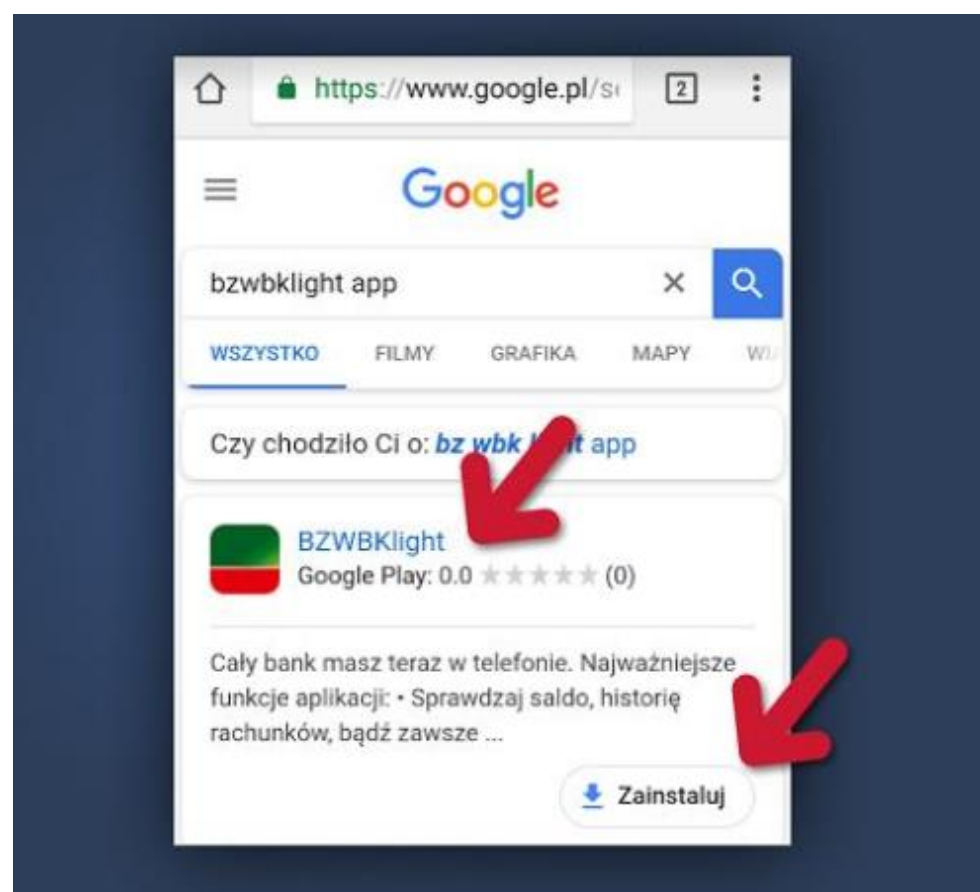 https://www.google.pl/s
2
Google
bzwbklight app
WSZYSTKO FILMY GRAFIKA MAPY
Czy chodziło Ci o: bz wbk app
BZWBKlight
Google Play: 0.0 (0)
Cały bank masz teraz w telefonie. Najważniejsze
funkcje aplikacji: • Sprawdzaj saldo, historię
rachunków, bądź zawsze ...
Zainstaluj